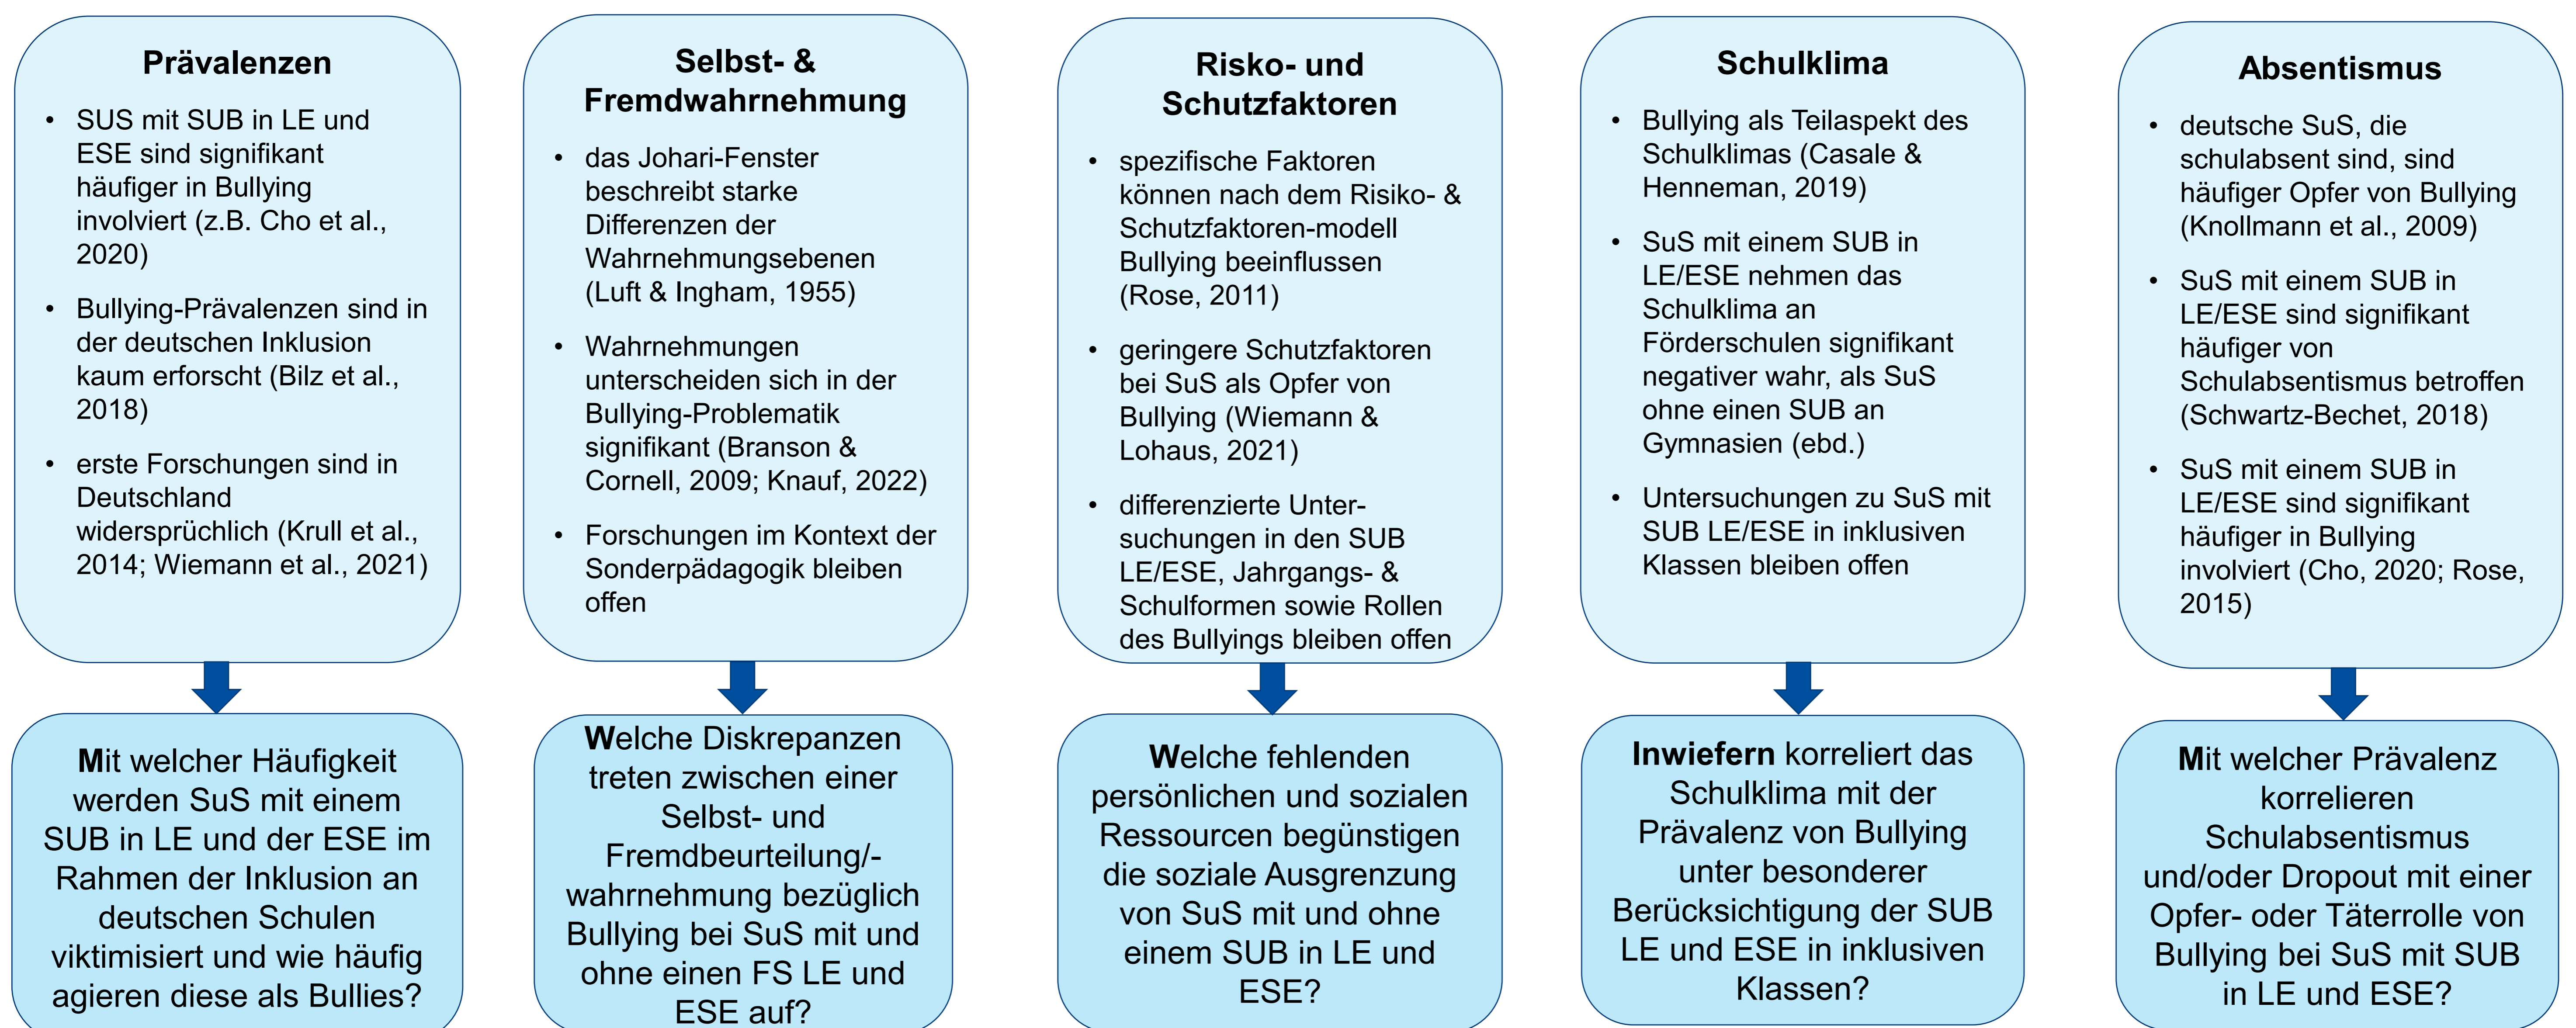 Prävalenzen
• SUS mit SUB in LE und
ESE sind signifikant
häufiger in Bullying
involviert (z.B. Cho et al.,
2020)
• Bullying-Prävalenzen sind in
der deutschen Inklusion
kaum erforscht (Bilz et al.,
2018)
• erste Forschungen sind in
Deutschland
widersprüchlich (Krull et al.,
2014; Wiemann et al., 2021)
Mit welcher Häufigkeit
werden SuS mit einem
SUB in LE und der ESE im
Rahmen der Inklusion an
deutschen Schulen
viktimisiert und wie häufig
agieren diese als Bullies?
Selbst- &
Fremdwahrnehmung
• das Johari-Fenster
beschreibt starke
Differenzen der
Wahrnehmungsebenen
(Luft & Ingham, 1955)
• Wahrnehmungen
unterscheiden sich in der
Bullying-Problematik
signifikant (Branson &
Cornell, 2009; Knauf, 2022)
• Forschungen im Kontext der
Sonderpädagogik bleiben
offen
Welche Diskrepanzen
treten zwischen einer
Selbst- und
Fremdbeurteilung/-
wahrnehmung bezüglich
Bullying bei SuS mit und
ohne einen FS LE und
ESE auf?
Risko- und
Schutzfaktoren
• spezifische Faktoren
können nach dem Risiko- &
Schutzfaktoren-modell
Bullying beeinflussen
(Rose, 2011)
• geringere Schutzfaktoren
bei SuS als Opfer von
Bullying (Wiemann &
Lohaus, 2021)
• differenzierte Unter-
suchungen in den SUB
LE/ESE, Jahrgangs- &
Schulformen sowie Rollen
des Bullyings bleiben offen
Welche fehlenden
persönlichen und sozialen
Ressourcen begünstigen
die soziale Ausgrenzung
von SuS mit und ohne
einem SUB in LE und
ESE?
Schulklima
• Bullying als Teilaspekt des
Schulklimas (Casale &
Henneman, 2019)
• SuS mit einem SUB in
LE/ESE nehmen das
Schulklima an
Förderschulen signifikant
negativer wahr, als SuS
ohne einen SUB an
Gymnasien (ebd.)
• Untersuchungen zu SuS mit
SUB LE/ESE in inklusiven
Klassen bleiben offen
Inwiefern korreliert das
Schulklima mit der
Prävalenz von Bullying
unter besonderer
Berücksichtigung der SUB
LE und ESE in inklusiven
Klassen?
Absentismus
• deutsche SuS, die
schulabsent sind, sind
häufiger Opfer von Bullying
(Knollmann et al., 2009)
• SuS mit einem SUB in
LE/ESE sind signifikant
häufiger von
Schulabsentismus betroffen
(Schwartz-Bechet, 2018)
• SuS mit einem SUB in
LE/ESE sind signifikant
häufiger in Bullying
involviert (Cho, 2020; Rose,
2015)
Mit welcher Prävalenz
korrelieren
Schulabsentismus
und/oder Dropout mit einer
Opfer- oder Täterrolle von
Bullying bei SuS mit SUB
in LE und ESE?